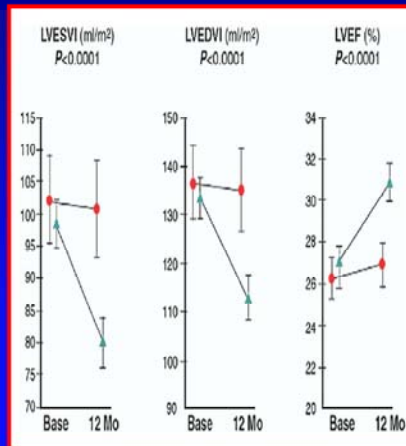 LVESVI (ml/m²)
P<0.0001
115
110
105
100
95
90
85
80
75
70
Base 12 Mo
LVEDVI (ml/m²)
P<0.0001
150
140
130
120
110
100
90
Base 12 Mo
LVEF (%)
P<0.0001
34
32
30
28
26
24
22
20
Base 12 Mo